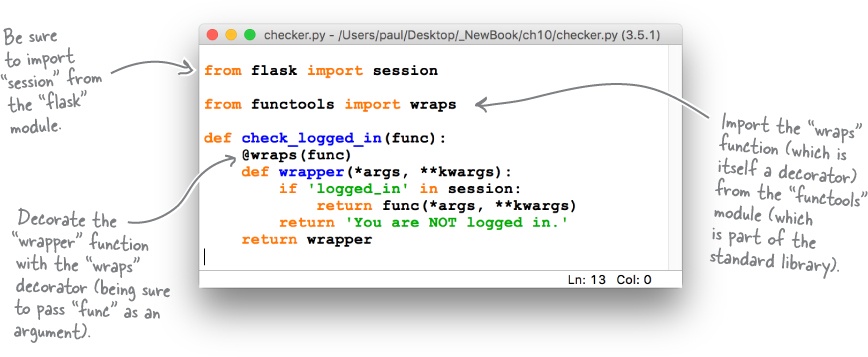 Be sure
to import
"session" from
the "flask"
module.
checker.py - /Users/paul/Desktop/_NewBook/ch10/checker.py (3.5.1)
from flask import session
from functools import wraps
def check_logged_in(func):
@wraps(func)
def wrapper(*args, **kwargs):
if 'logged_in' in session:
return func(*args, **kwargs)
return 'You are NOT logged in.'
return wrapper
Ln: 13 Col: 0
Import the "wraps"
function (which is
itself a decorator)
from the "functools"
module (which
is part of the
standard library).
Decorate the
"wrapper" function
with the "wraps"
decorator (being sure
to pass "func" as an
argument).